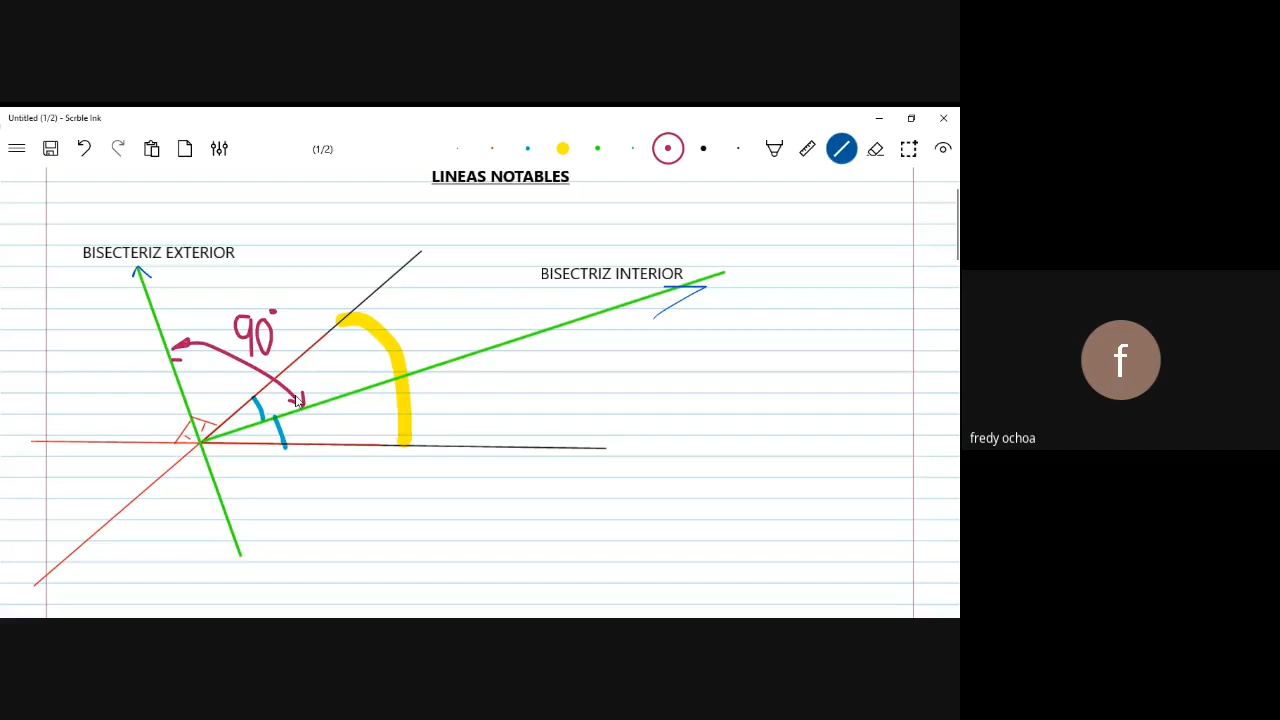 Untitled (1/2) - Scrble Ink
(1/2)
LINEAS NOTABLES
BISECTERIZ EXTERIOR
BISECTRIZ INTERIOR
90°
f
fredy ochoa